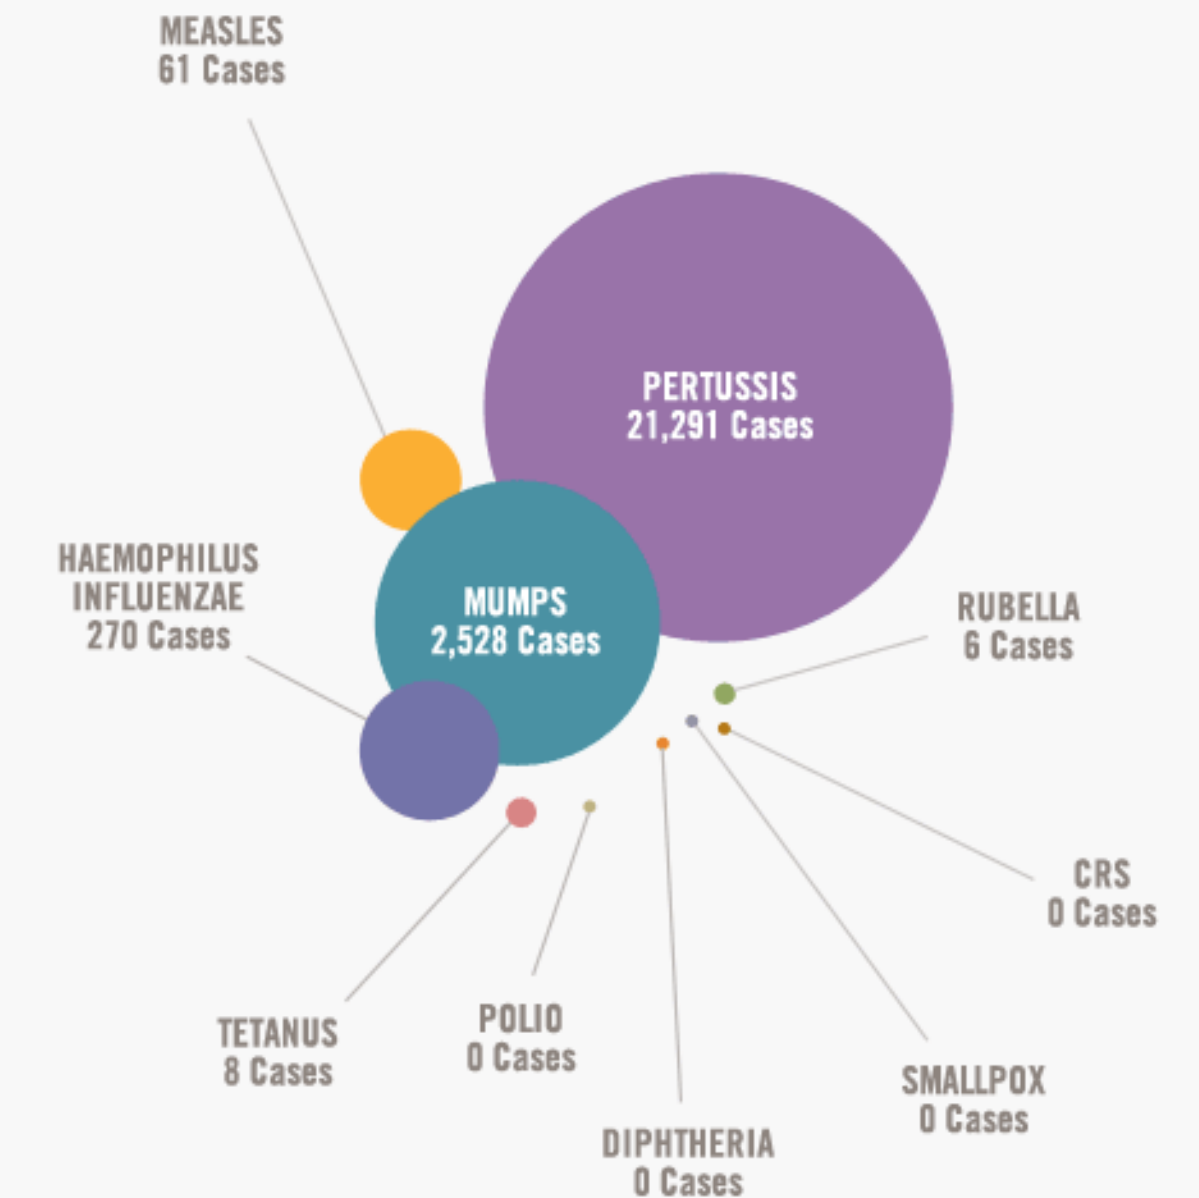 MEASLES
61 Cases
PERTUSSIS
21,291 Cases
HAEMOPHILUS
INFLUENZAE
270 Cases
MUMPS
2,528 Cases
RUBELLA
6 Cases
CRS
0 Cases
TETANUS
8 Cases
POLIO
0 Cases
SMALLPOX
0 Cases
DIPHTHERIA
0 Cases